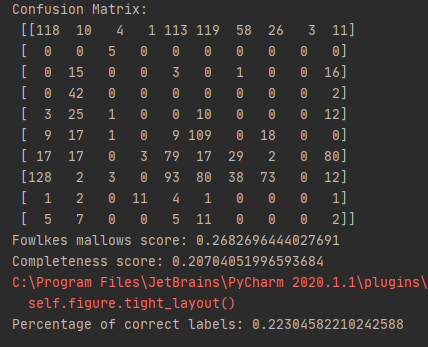 Confusion Matrix:
[[118 10 4 1 113 119 58 26 3 11]
[ 0 0 5 0 0 0 0 0 0 0]
[ 0 15 0 0 3 0 1 0 0 16]
[ 0 42 0 0 0 0 0 0 0 2]
[ 3 25 1 0 0 10 0 0 0 12]
[ 9 17 1 0 9 109 0 18 0 0]
[ 17 17 0 3 79 17 29 2 0 80]
[128 2 3 0 93 80 38 73 0 12]
[ 1 2 0 11 4 1 0 0 0 1]
[ 5 7 0 0 5 11 0 0 0 2]]
Fowlkes mallows score: 0.2682696444027691
Completeness score: 0.20704051996593684
C:\Program Files\JetBrains\PyCharm 2020.1.1\plugins\
self.figure.tight_layout()
Percentage of correct labels: 0.22304582210242588